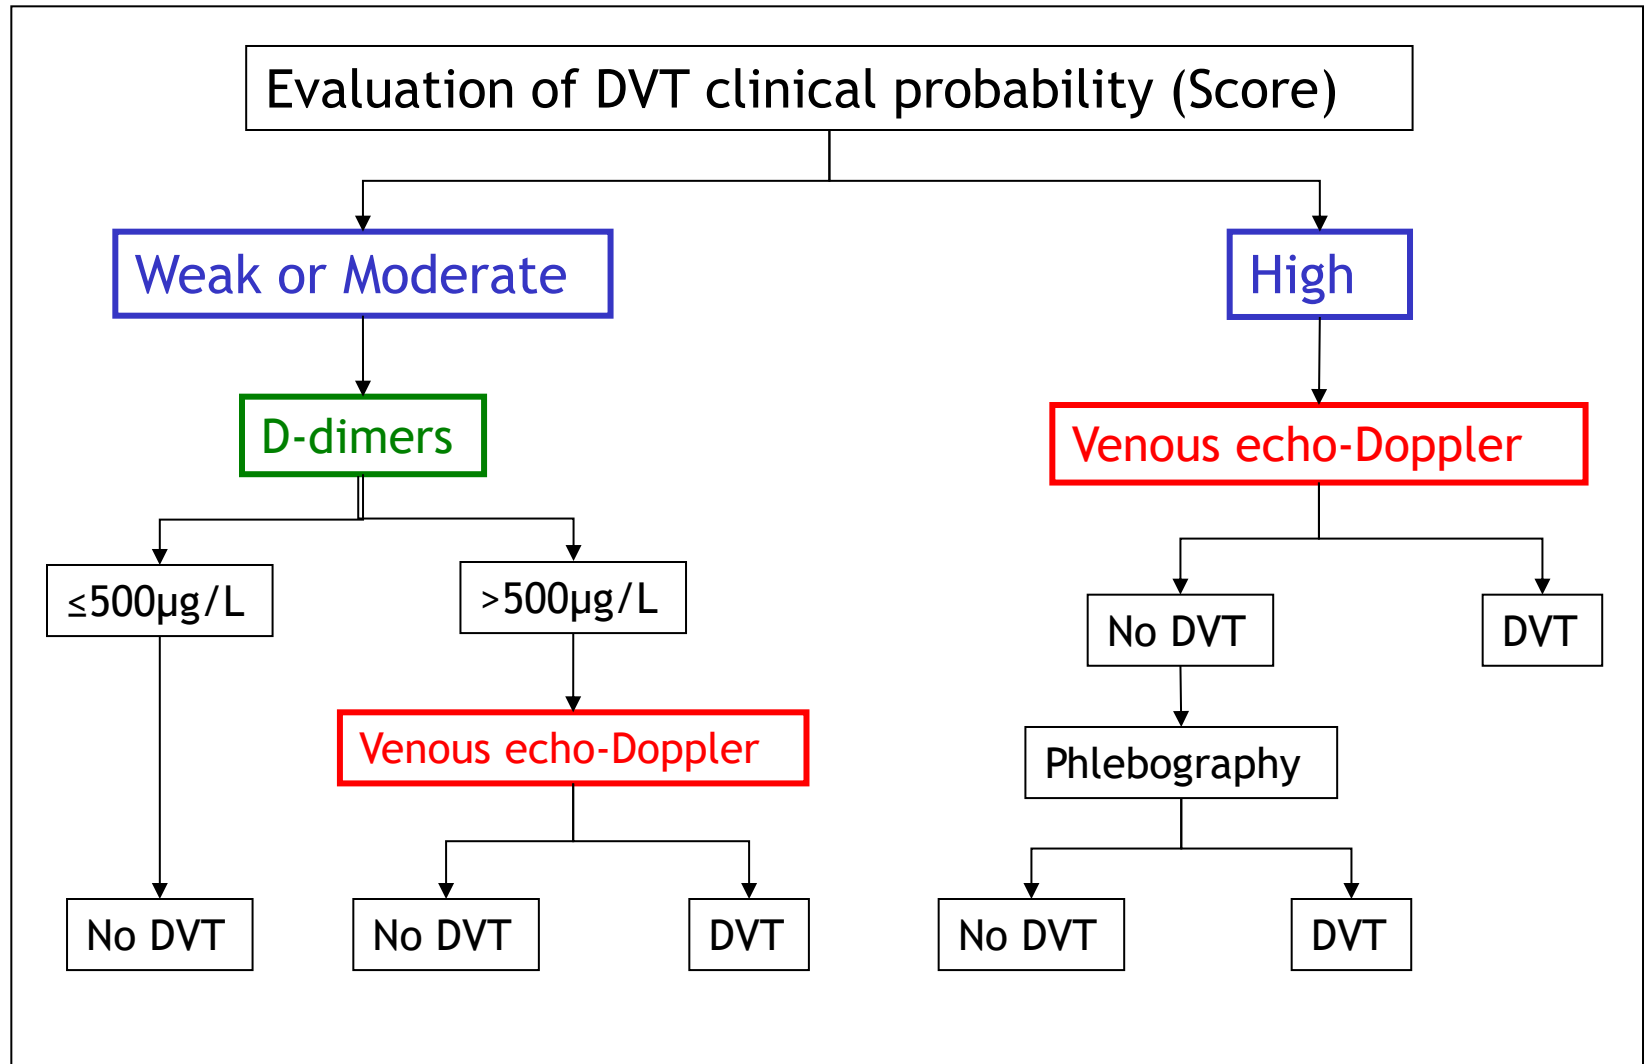 Evaluation of DVT clinical probability (Score)
Weak or Moderate
High
D-dimers
Venous echo-Doppler
≤500µg/L
>500µg/L
No DVT
DVT
Venous echo-Doppler
Phlebography
No DVT
No DVT
DVT
No DVT
DVT